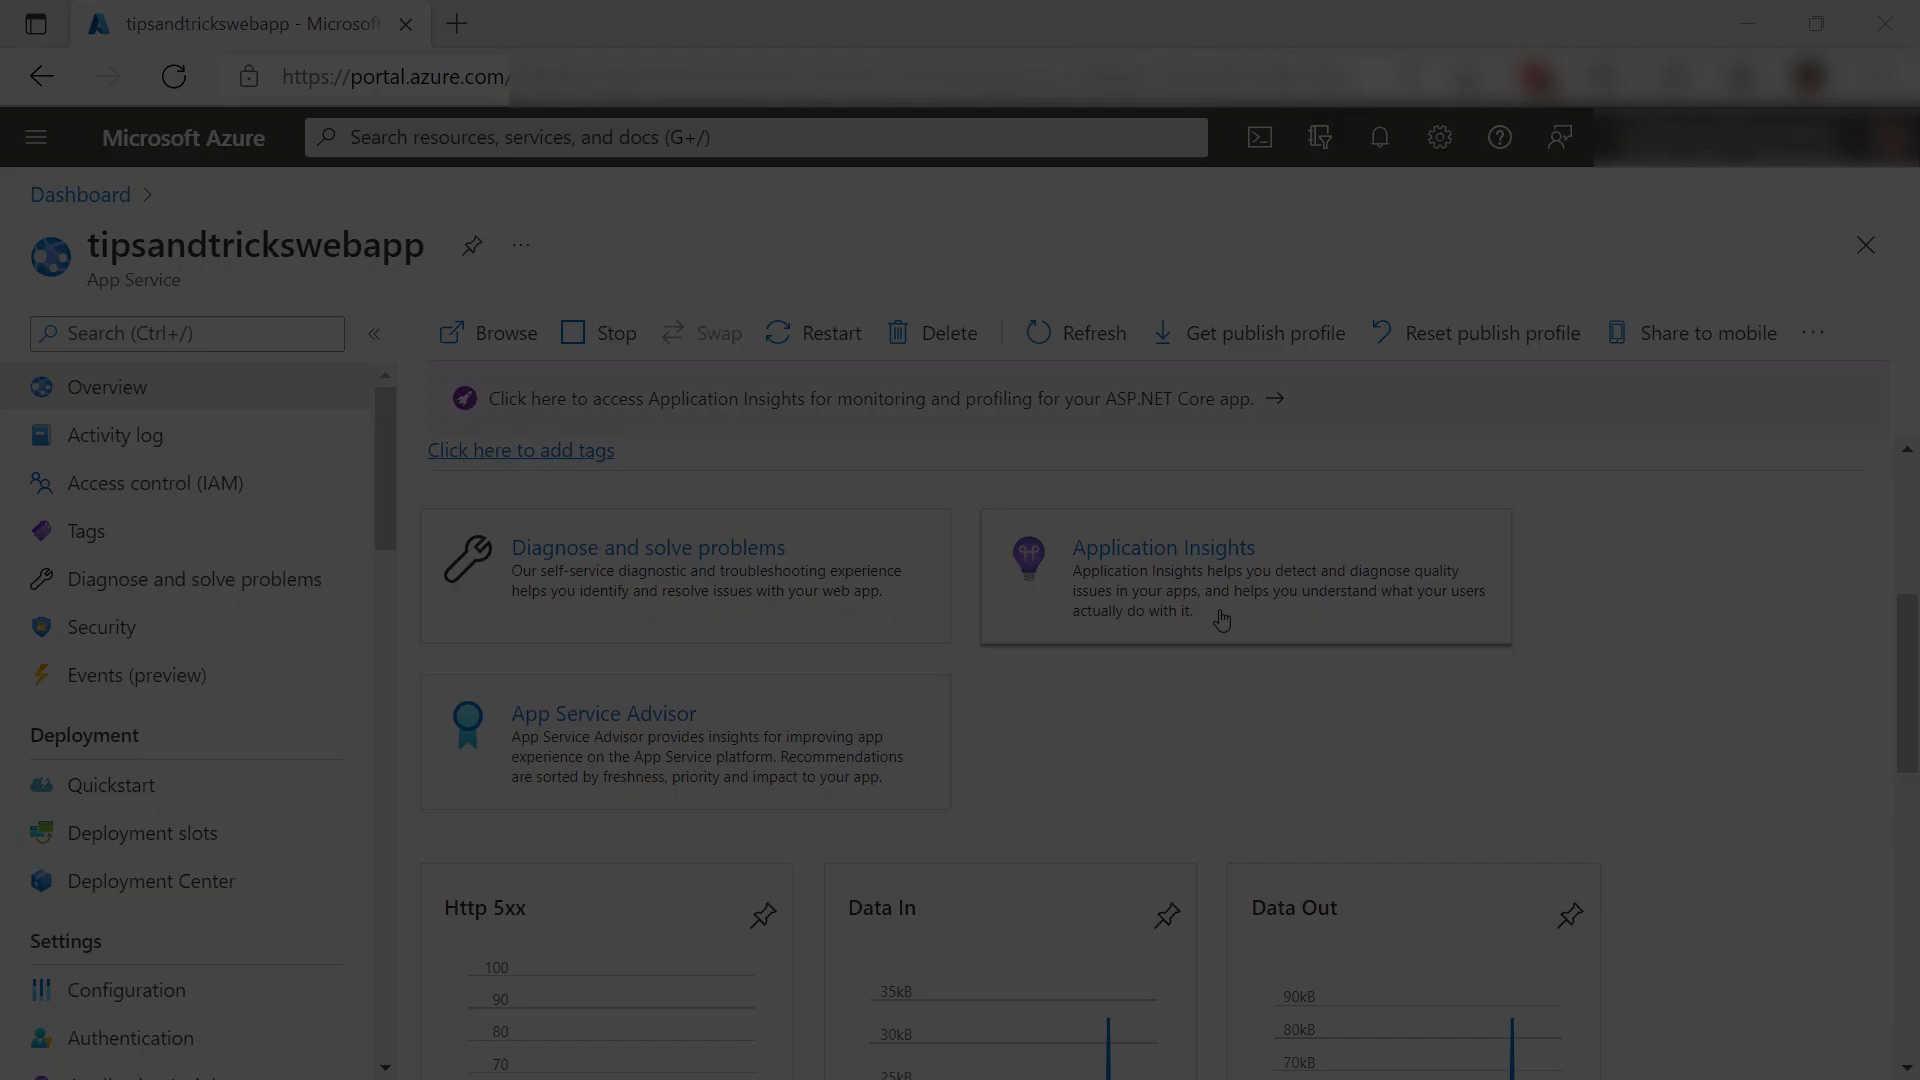 tipsandtrickswebapp - Microsof
https://portal.azure.com/
Microsoft Azure
Search resources, services, and docs (G+/)
Dashboard
tipsandtrickswebapp
App Service
Search (Ctrl+/)
Browse
Stop
Swap
Restart
Delete
Refresh
Get publish profile
Reset publish profile
Share to mobile
Overview
Activity log
Access control (IAM)
Tags
Diagnose and solve problems
Security
Events (preview)
Deployment
Quickstart
Deployment slots
Deployment Center
Settings
Configuration
Authentication
Click here to access Application Insights for monitoring and profiling for your ASP.NET Core app. →
Click here to add tags
Diagnose and solve problems
Our self-service diagnostic and troubleshooting experience
helps you identify and resolve issues with your web app.
Application Insights
Application Insights helps you detect and diagnose quality
issues in your apps, and helps you understand what your users
actually do with it.
App Service Advisor
App Service Advisor provides insights for improving app
experience on the App Service platform. Recommendations
are sorted by freshness, priority and impact to your app.
Http 5xx
100
90
80
70
Data In
35kB
30kB
25kB
Data Out
90kB
80kB
70kB